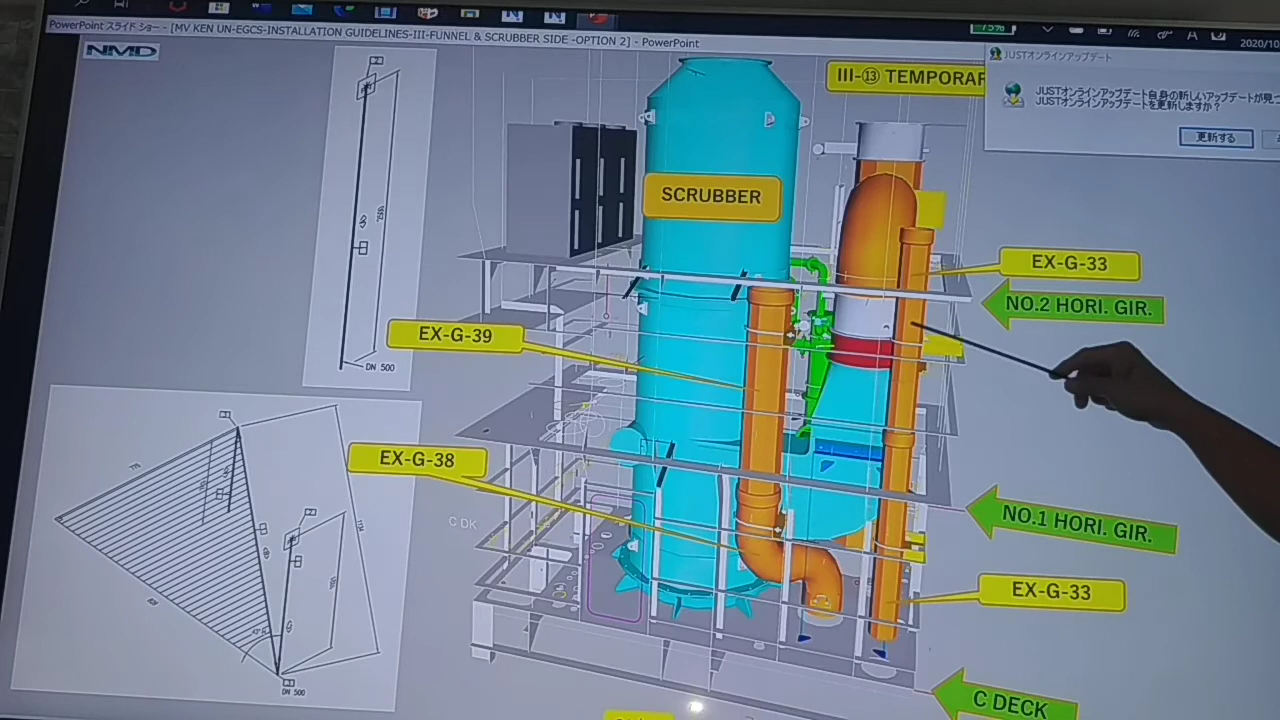 PowerPoint スライド ショー - [MV KEN UN-EGCS-INSTALLATION GUIDELINES-III-FUNNEL & SCRUBBER SIDE -OPTION 2] - PowerPoint
75%
2020/10
NMD
JUSTオンラインアップデート
III-⑬ TEMPORAR
JUSTオンラインアップデート自身の新しいアップデートが見つ
JUSTオンラインアップデートを更新しますか?
更新する
SCRUBBER
EX-G-33
NO.2 HORI. GIR.
EX-G-39
DN 500
EX-G-38
C DK
NO.1 HORI. GIR.
EX-G-33
DN 500
C DECK